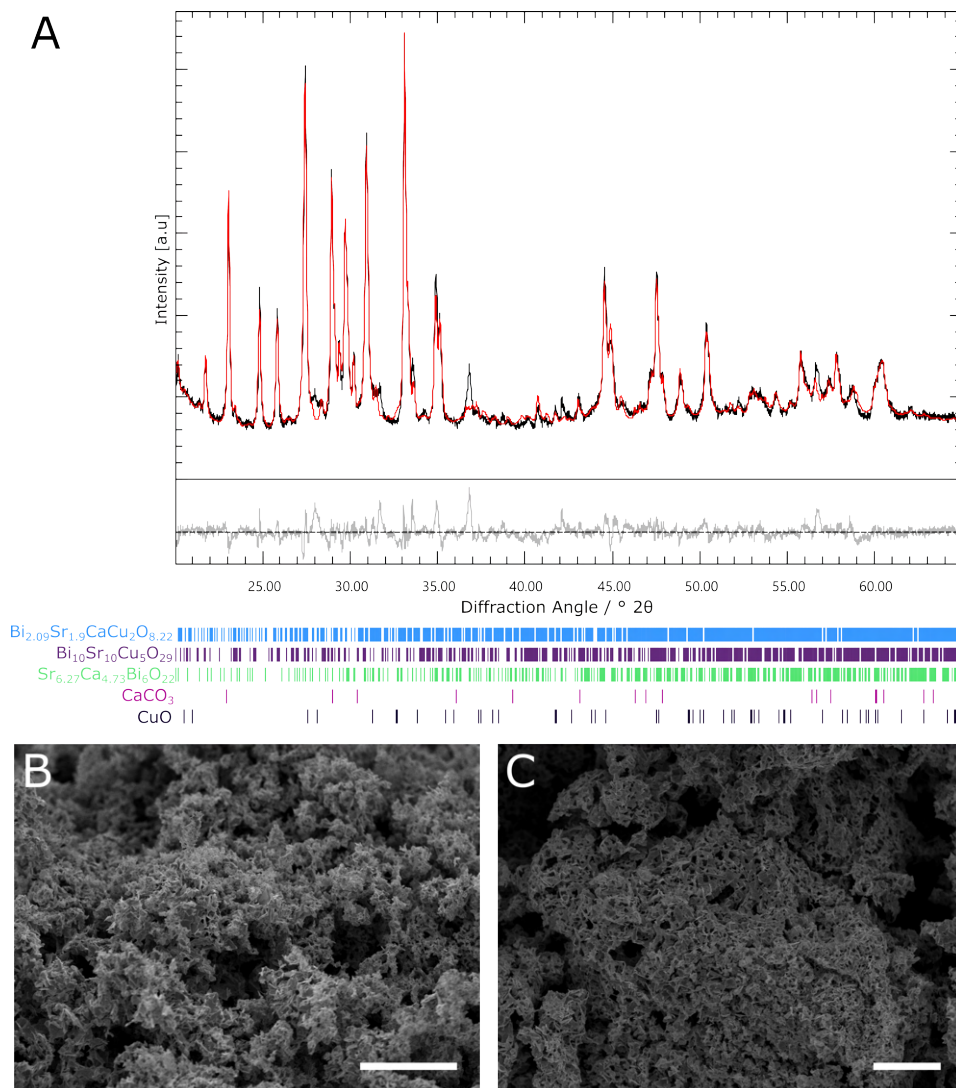 A
Intensity [a.u]
25.00 30.00 35.00 40.00 45.00 50.00 55.00 60.00
Diffraction Angle / ° 2θ
Bi2.09Sr1.9CaCu2O8.22
Bi10Sr10Cu5O29
Sr6.27Ca4.73Bi6O22
CaCO3
CuO
B
C